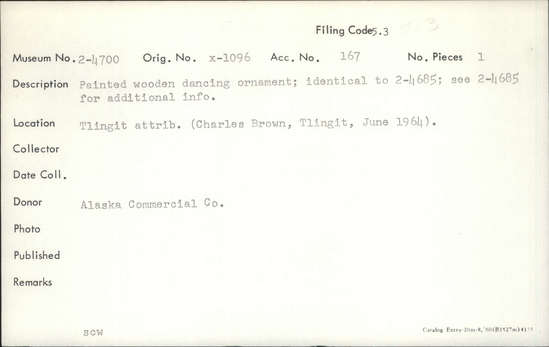 Filing Code 5.3 3
Museum No. 2-4700 Orig. No. x-1096 Acc. No. 167 No. Pieces 1
Description Painted wooden dancing ornament; identical to 2-4685; see 2-4685
for additional info.
Location Tlingit attrib. (Charles Brown, Tlingit, June 1964).
Collector
Date Coll.
Donor Alaska Commercial Co.
Photo
Published
Remarks
BCW